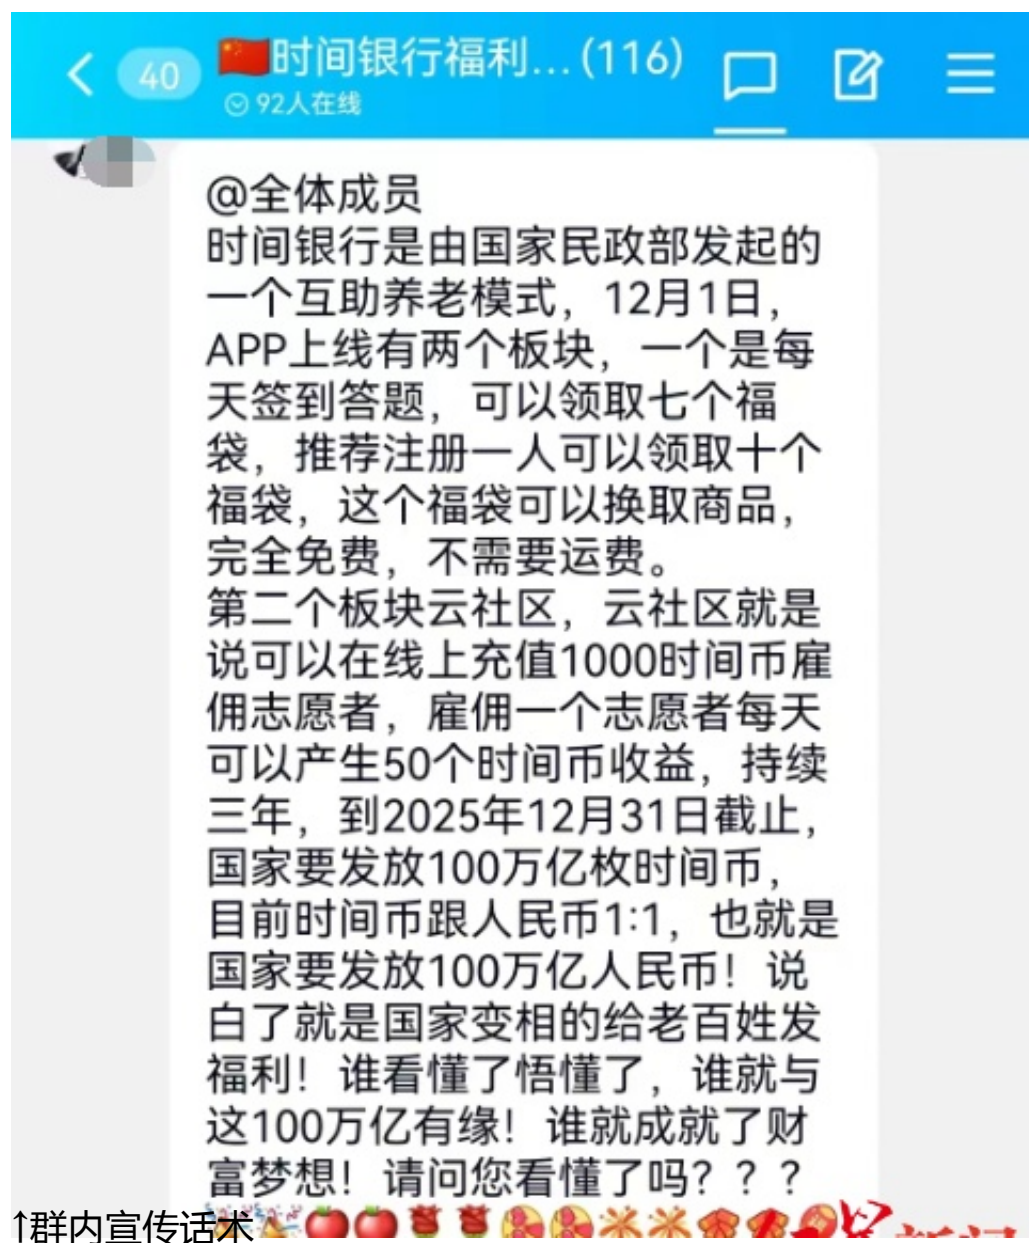 40
时间银行福利...(116)
92人在线
@全体成员
时间银行是由国家民政部发起的
一个互助养老模式，12月1日，
APP上线有两个板块，一个是每
天签到答题，可以领取七个福
袋，推荐注册一人可以领取十个
福袋，这个福袋可以换取商品，
完全免费，不需要运费。
第二个板块云社区，云社区就是
说可以在线上充值1000时间币雇
佣志愿者，雇佣一个志愿者每天
可以产生50个时间币收益，持续
三年，到2025年12月31日截止，
国家要发放100万亿枚时间币，
目前时间币跟人民币1:1，也就是
国家要发放100万亿人民币！说
白了就是国家变相的给老百姓发
福利！谁看懂了悟懂了，谁就与
这100万亿有缘！谁就成就了财
富梦想！请问您看懂了吗？？？
↑群内宣传话术